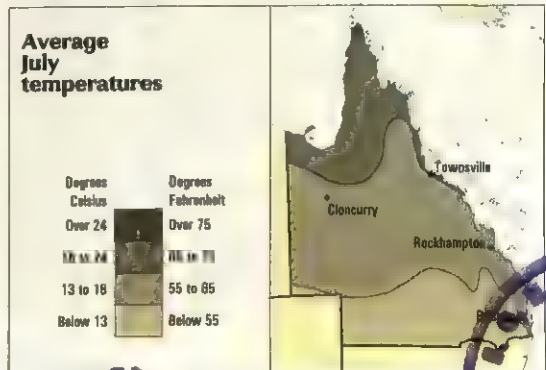 Average
July
temperatures
Degrees Celsius
Degrees Fahrenheit
Over 24
Over 75
13 to 18
55 to 65
Below 13
Below 55
Townsville
Cloncurry
Rockhampton